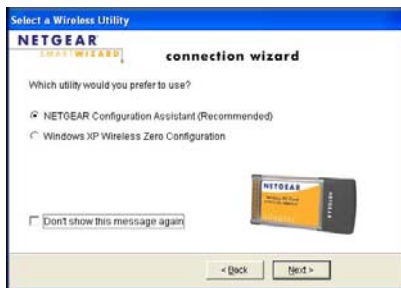 Select a Wireless Utility
NETGEAR
SMARTWIZARD
connection wizard
Which utility would you prefer to use?
NETGEAR Configuration Assistant (Recommended)
Windows XP Wireless Zero Configuration
NETGEAR
Don't show this message again
< Back
Next >